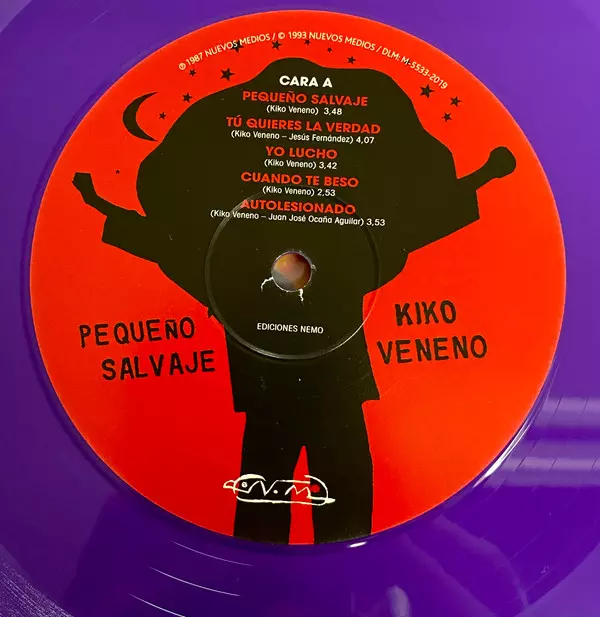 ℗ 1987 NUEVOS MEDIOS / © 1993 NUEVOS MEDIOS / DLM: M-5533-2019
CARA A
PEQUEÑO SALVAJE
(Kiko Veneno) 3,48
TÚ QUIERES LA VERDAD
(Kiko Veneno – Jesús Fernández) 4,07
YO LUCHO
(Kiko Veneno) 3,42
CUANDO TE BESO
(Kiko Veneno) 2,53
AUTOLESIONADO
(Kiko Veneno – Juan José Ocaña Aguilar) 3,53
EDICIONES NEMO
PEQUEÑO
SALVAJE
KIKO
VENENO
N.M